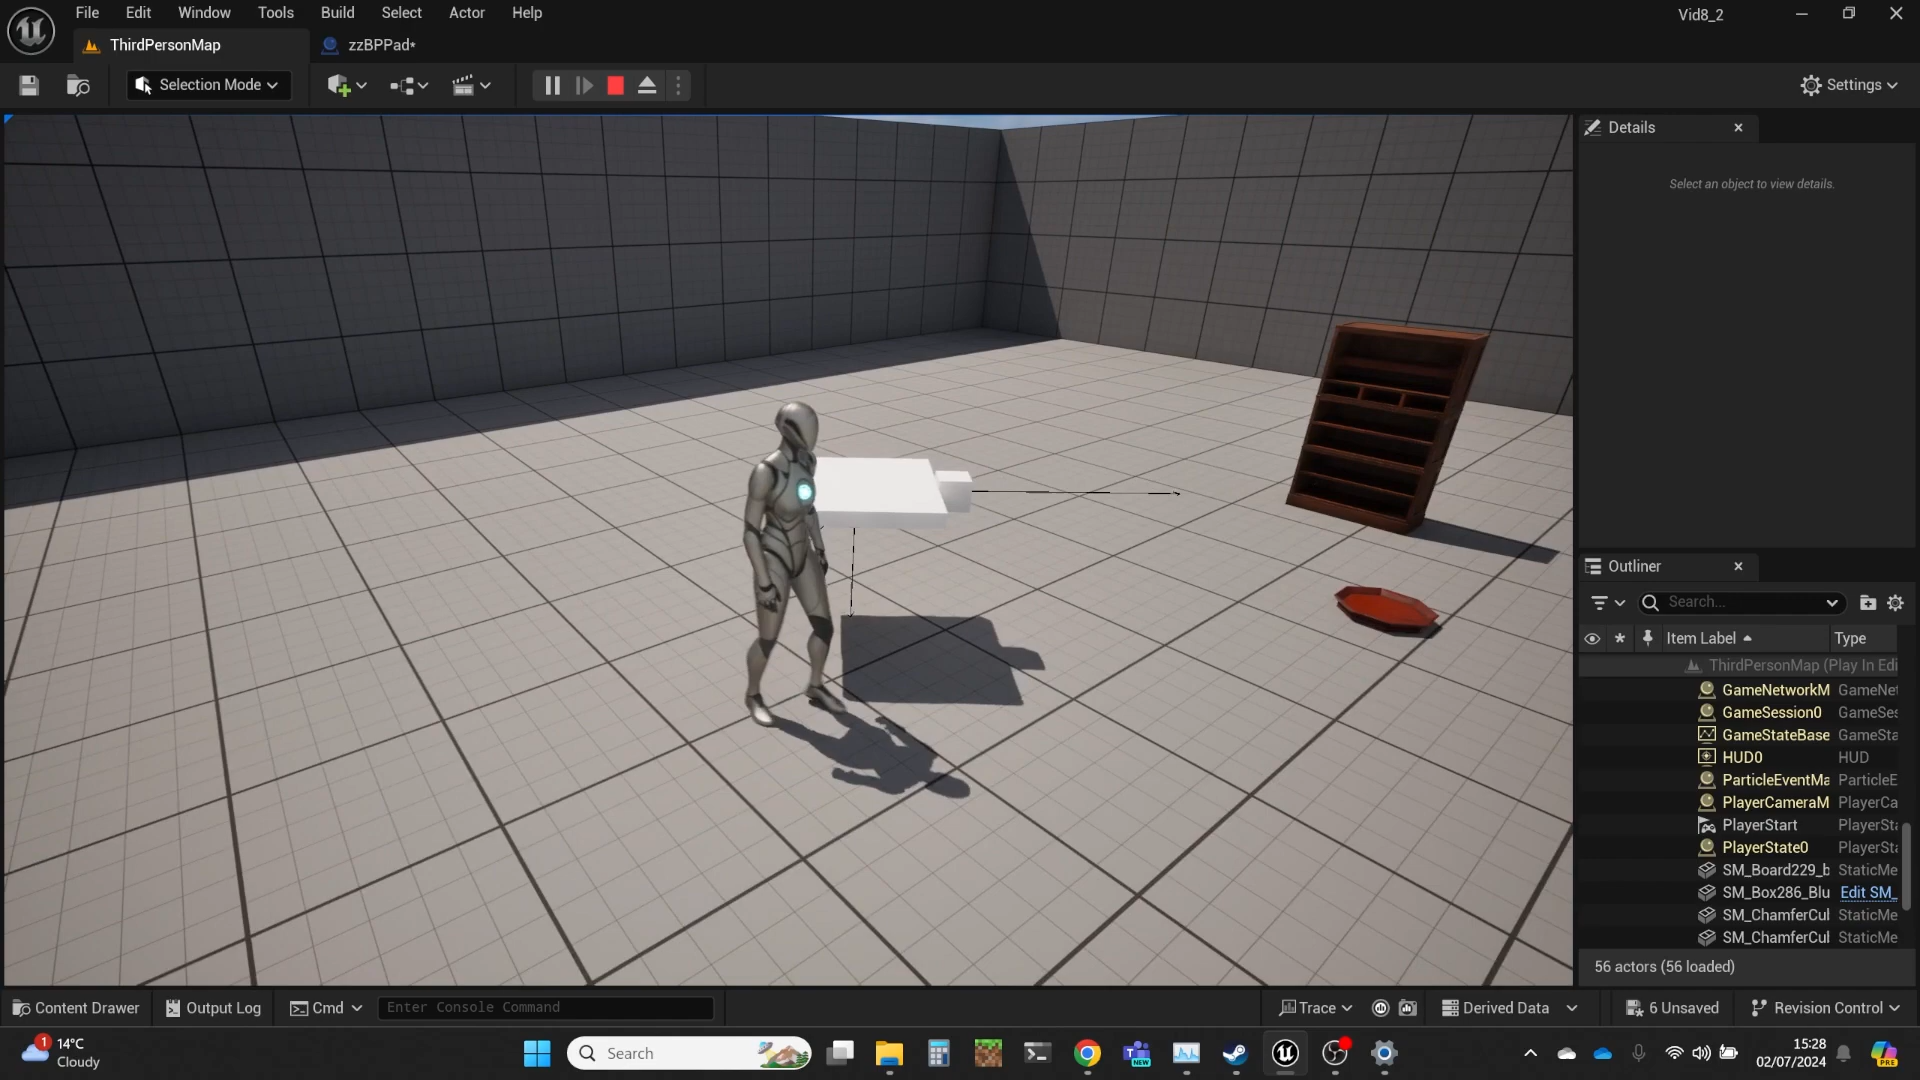 File Edit Window Tools Build Select Actor Help
Vid8_2
ThirdPersonMap
zzBPPad*
Selection Mode
Settings
Details
Select an object to view details.
Outliner
Search...
Item Label
Type
ThirdPersonMap (Play In Edi
GameNetworkM GameNet
GameSession0 GameSes
GameStateBase GameSta
HUD0 HUD
ParticleEventMa ParticleE
PlayerCameraM PlayerCa
PlayerStart PlayerSta
PlayerState0 PlayerSta
SM_Board229_b StaticMe
SM_Box286_Blu Edit SM_
SM_ChamferCul StaticMe
SM_ChamferCul StaticMe
56 actors (56 loaded)
Content Drawer Output Log Cmd Enter Console Command Trace Derived Data 6 Unsaved Revision Control
1 14°C
Cloudy
Search
NEW
15:28
02/07/2024
PRE